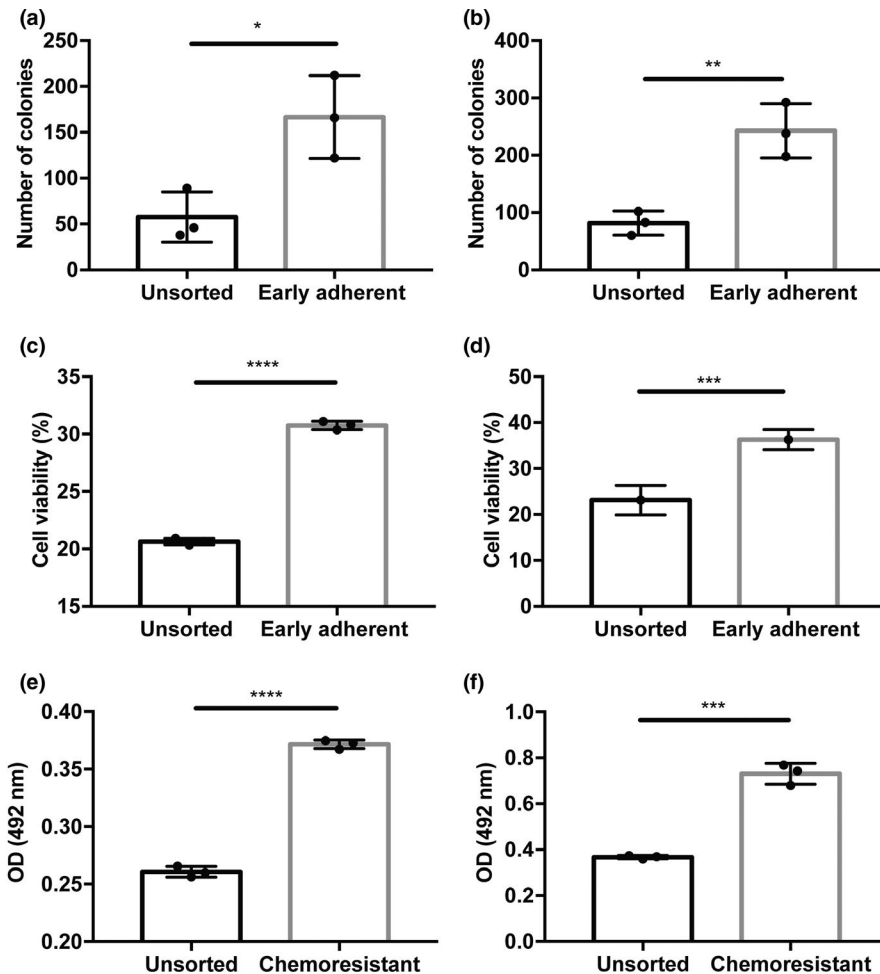 (a)
*
250
200
150
100
50
0
Number of colonies
Unsorted Early adherent
(b)
**
400
300
200
100
0
Number of colonies
Unsorted Early adherent
(c)
****
35
30
25
20
15
Cell viability (%)
Unsorted Early adherent
(d)
***
50
40
30
20
10
0
Cell viability (%)
Unsorted Early adherent
(e)
****
0.40
0.35
0.30
0.25
0.20
OD (492 nm)
Unsorted Chemoresistant
(f)
***
1.0
0.8
0.6
0.4
0.2
0.0
OD (492 nm)
Unsorted Chemoresistant